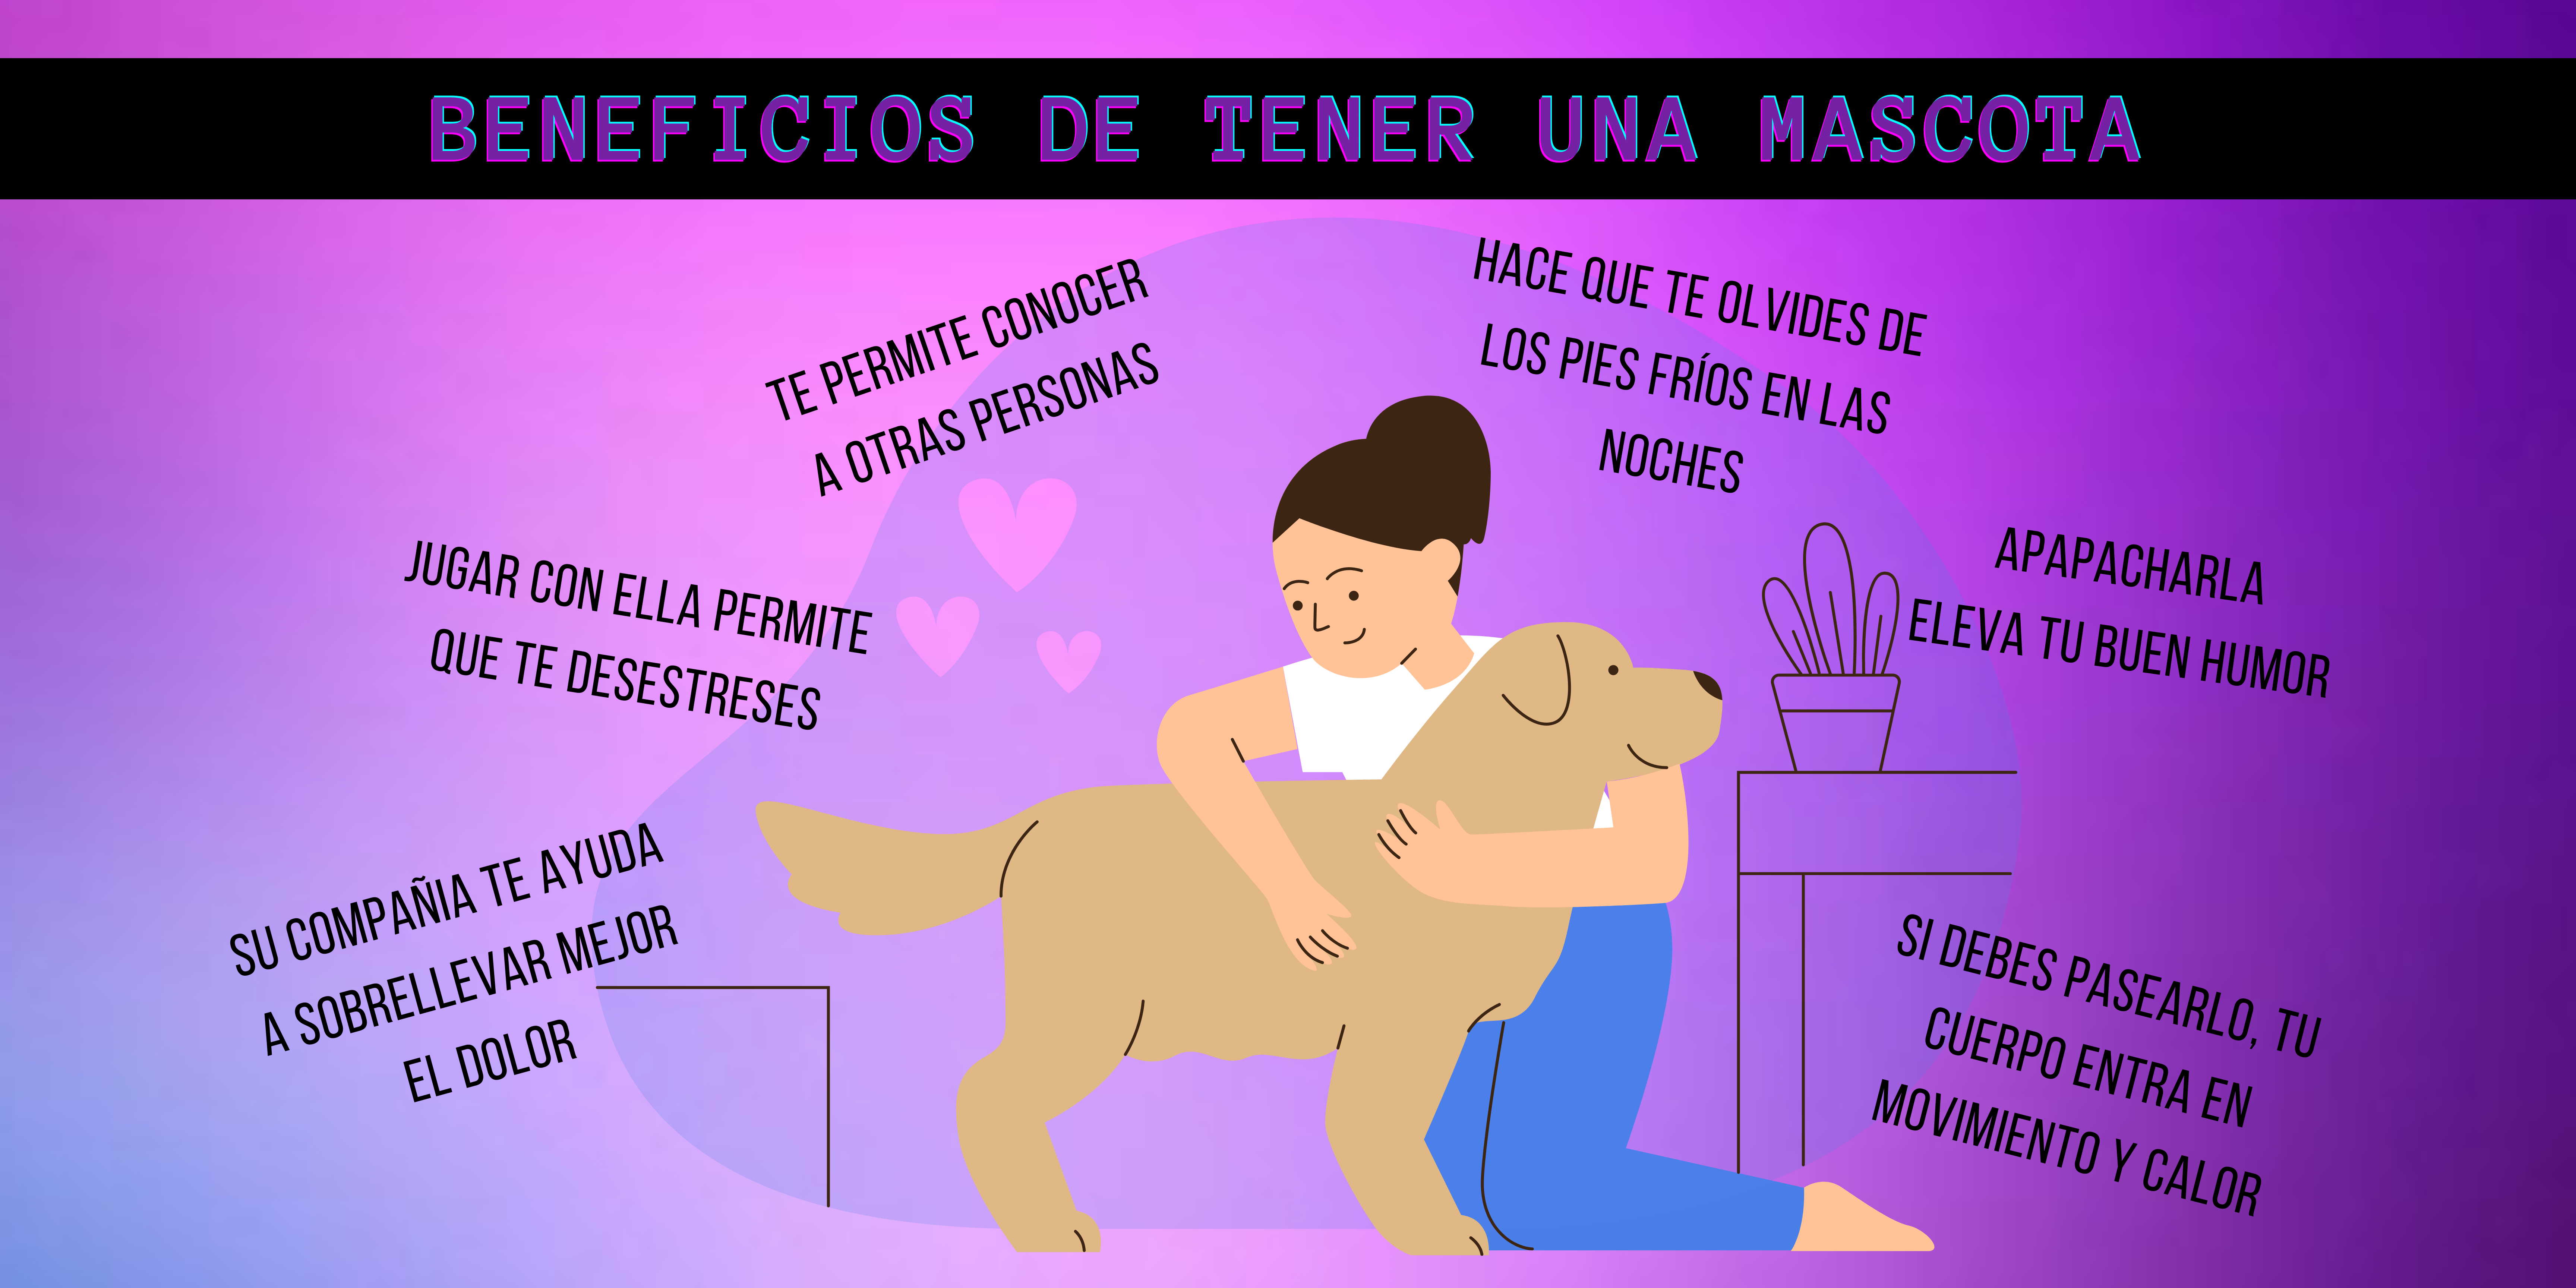 BENEFICIOS DE TENER UNA MASCOTA
TE PERMITE CONOCER
A OTRAS PERSONAS
HACE QUE TE OLVIDES DE
LOS PIES FRÍOS EN LAS
NOCHES
JUGAR CON ELLA PERMITE
QUE TE DESESTRESES
APAPACHARLA
ELEVA TU BUEN HUMOR
SU COMPAÑIA TE AYUDA
A SOBRELLEVAR MEJOR
EL DOLOR
SI DEBES PASEARLO, TU
CUERPO ENTRA EN
MOVIMIENTO Y CALOR